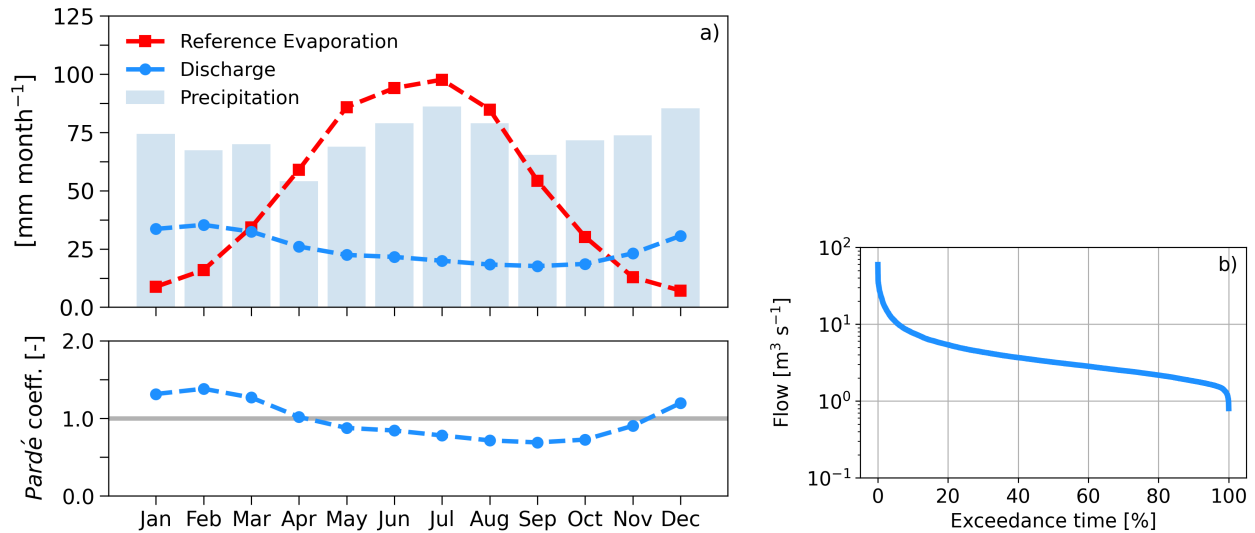 125
100
75
50
25
0.0
[mm month⁻¹]
a)
Reference Evaporation
Discharge
Precipitation
2.0
1.0
0.0
Pardé coeff. [-]
Jan Feb Mar Apr May Jun Jul Aug Sep Oct Nov Dec
b)
10²
10¹
10⁰
10⁻¹
Flow [m³ s⁻¹]
0 20 40 60 80 100
Exceedance time [%]